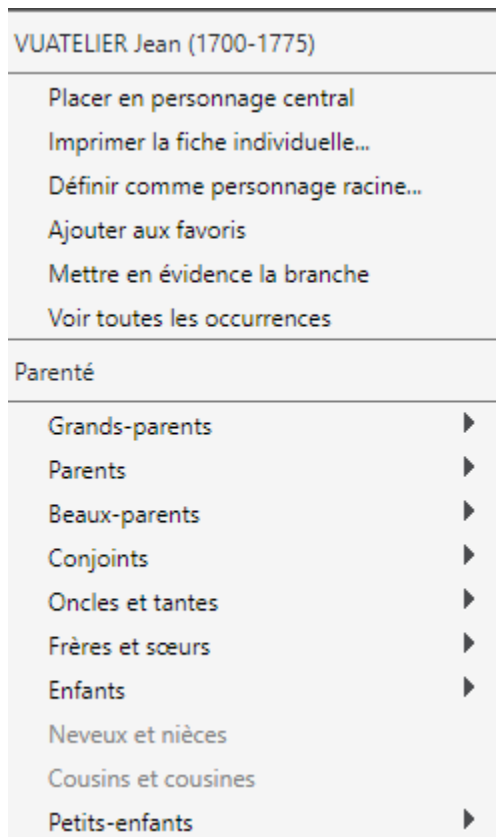 VUATELIER Jean (1700-1775)
Placer en personnage central
Imprimer la fiche individuelle...
Définir comme personnage racine...
Ajouter aux favoris
Mettre en évidence la branche
Voir toutes les occurrences
Parenté
Grands-parents
Parents
Beaux-parents
Conjoints
Oncles et tantes
Frères et sœurs
Enfants
Neveux et nièces
Cousins et cousines
Petits-enfants